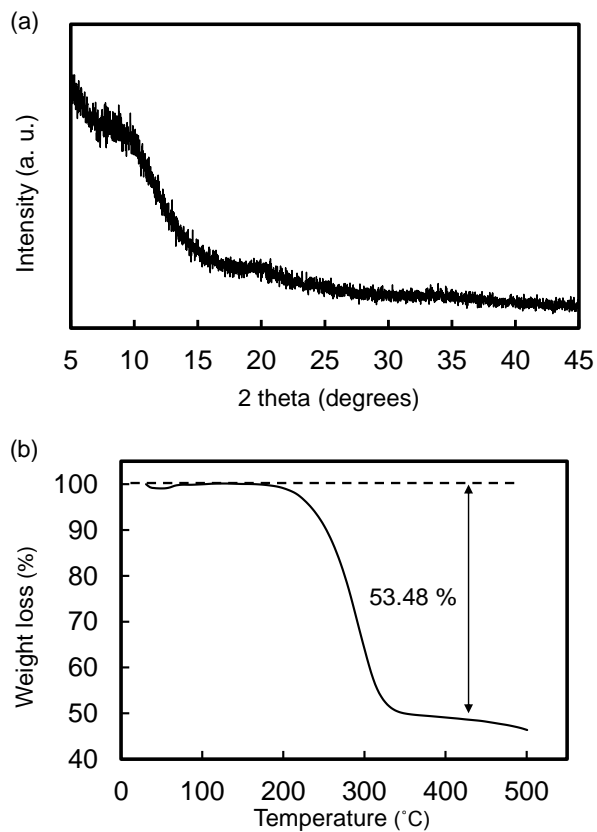 (a)
Intensity (a. u.)
5 10 15 20 25 30 35 40 45
2 theta (degrees)
(b)
Weight loss (%)
100
90
80
70
60
50
40
53.48 %
0 100 200 300 400 500
Temperature (˚C)